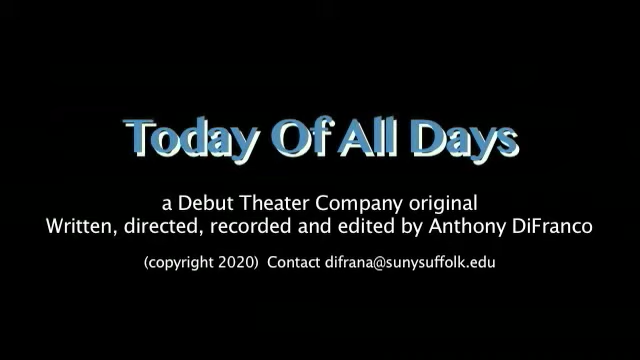 Today Of All Days
a Debut Theater Company original
Written, directed, recorded and edited by Anthony DiFranco
(copyright 2020)  Contact difrana@sunysuffolk.edu